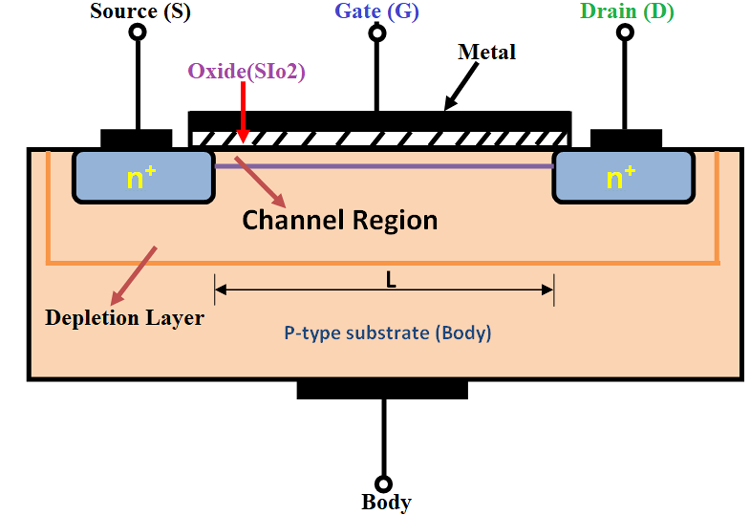 Source (S)
Gate (G)
Drain (D)
Metal
Oxide(SIo2)
n+
n+
Channel Region
L
Depletion Layer
P-type substrate (Body)
Body